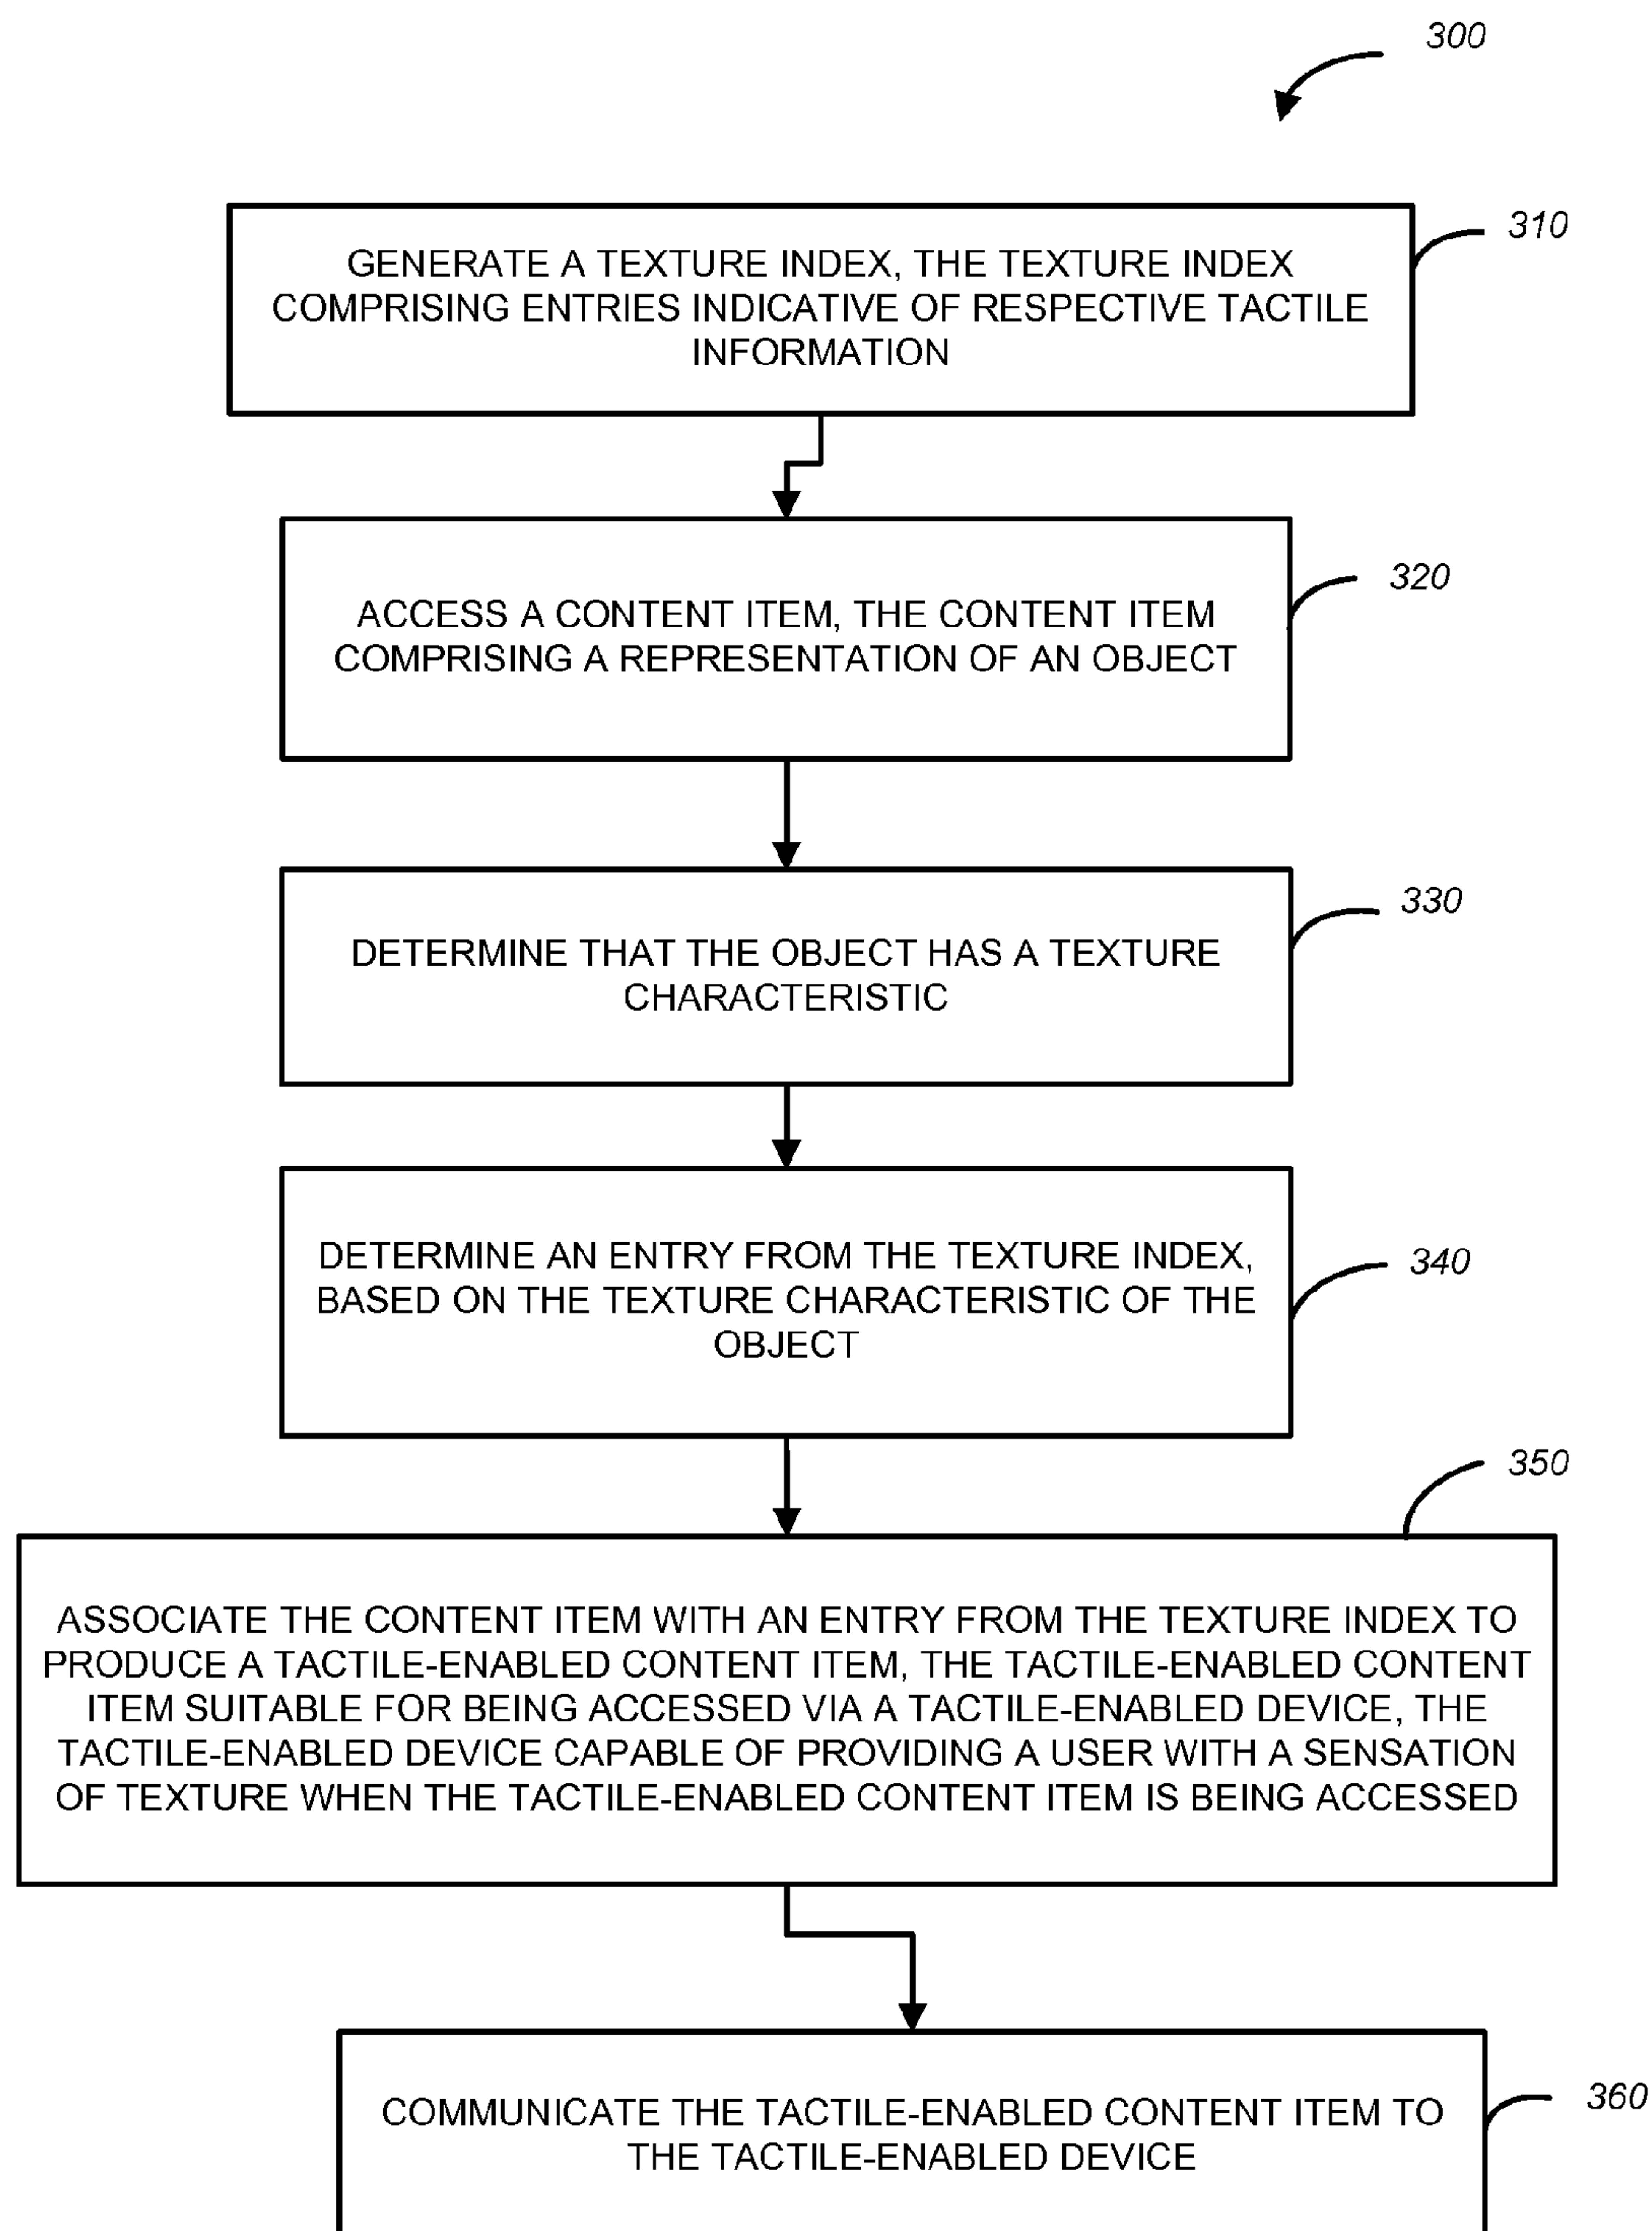 300
310
GENERATE A TEXTURE INDEX, THE TEXTURE INDEX
COMPRISING ENTRIES INDICATIVE OF RESPECTIVE TACTILE
INFORMATION
320
ACCESS A CONTENT ITEM, THE CONTENT ITEM
COMPRISING A REPRESENTATION OF AN OBJECT
330
DETERMINE THAT THE OBJECT HAS A TEXTURE
CHARACTERISTIC
340
DETERMINE AN ENTRY FROM THE TEXTURE INDEX,
BASED ON THE TEXTURE CHARACTERISTIC OF THE
OBJECT
350
ASSOCIATE THE CONTENT ITEM WITH AN ENTRY FROM THE TEXTURE INDEX TO
PRODUCE A TACTILE-ENABLED CONTENT ITEM, THE TACTILE-ENABLED CONTENT
ITEM SUITABLE FOR BEING ACCESSED VIA A TACTILE-ENABLED DEVICE, THE
TACTILE-ENABLED DEVICE CAPABLE OF PROVIDING A USER WITH A SENSATION
OF TEXTURE WHEN THE TACTILE-ENABLED CONTENT ITEM IS BEING ACCESSED
360
COMMUNICATE THE TACTILE-ENABLED CONTENT ITEM TO
THE TACTILE-ENABLED DEVICE